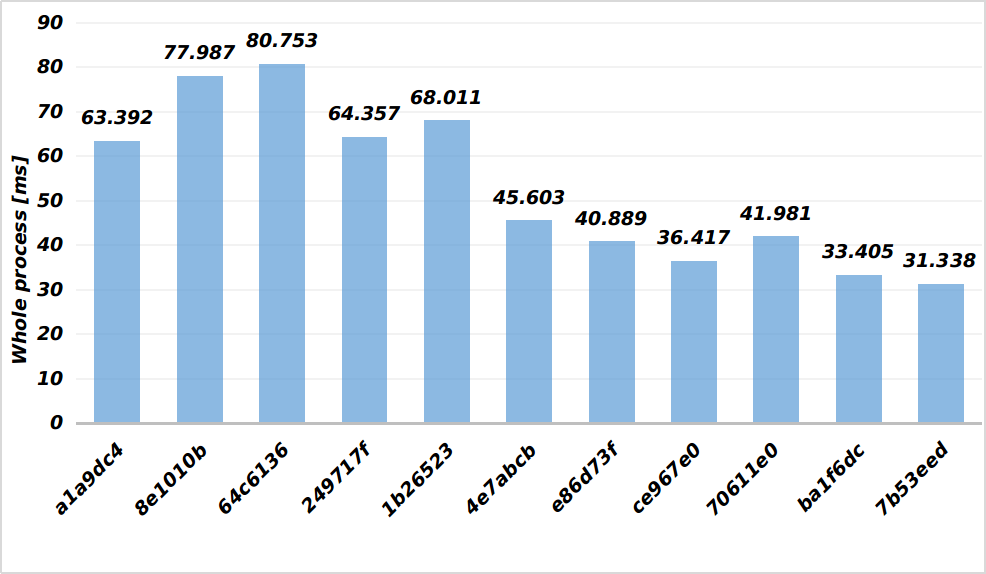 Whole process [ms]
90
80
70
60
50
40
30
20
10
0
63.392
77.987
80.753
64.357
68.011
45.603
40.889
36.417
41.981
33.405
31.338
a1a9dc4
8e1010b
64c6136
249717f
1b26523
4e7abcb
e86d73f
ce967e0
70611e0
ba1f6dc
7b53eed